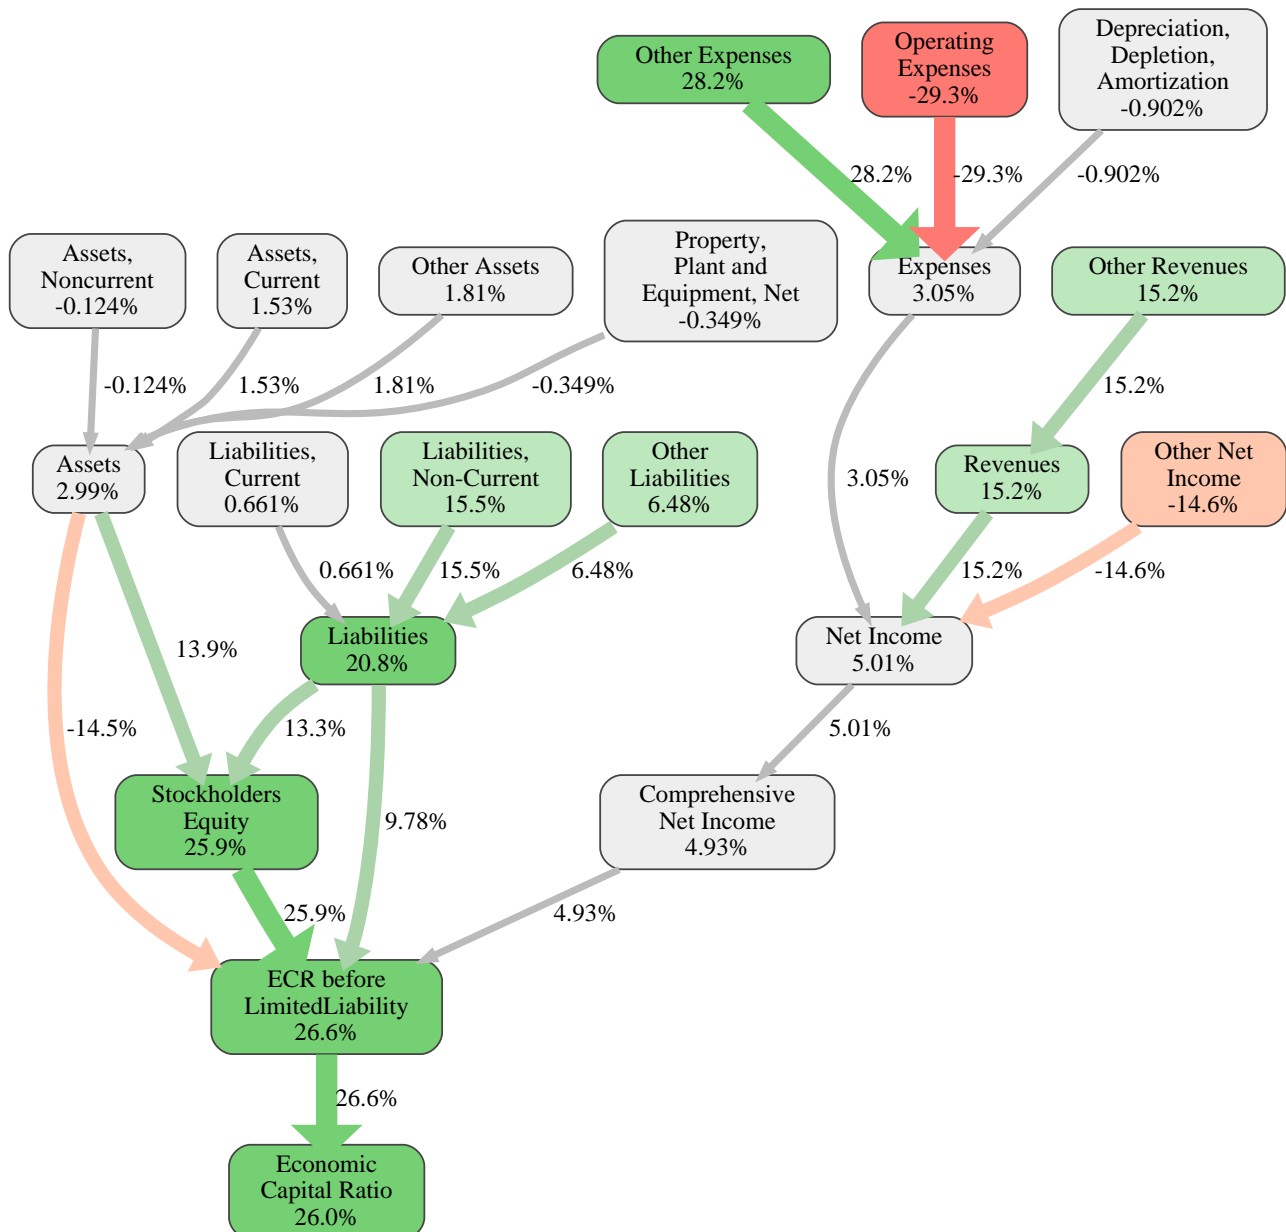 Other Expenses
28.2%
Operating
Expenses
-29.3%
Depreciation,
Depletion,
Amortization
-0.902%
28.2%
-29.3%
-0.902%
Assets,
Noncurrent
-0.124%
Assets,
Current
1.53%
Other Assets
1.81%
Property,
Plant and
Equipment, Net
-0.349%
Expenses
3.05%
Other Revenues
15.2%
-0.124%
1.53%
1.81%
-0.349%
15.2%
Assets
2.99%
Liabilities,
Current
0.661%
Liabilities,
Non-Current
15.5%
Other
Liabilities
6.48%
3.05%
Revenues
15.2%
Other Net
Income
-14.6%
0.661%
15.5%
6.48%
15.2%
-14.6%
13.9%
Liabilities
20.8%
Net Income
5.01%
-14.5%
13.3%
5.01%
Stockholders
Equity
25.9%
9.78%
Comprehensive
Net Income
4.93%
25.9%
4.93%
ECR before
LimitedLiability
26.6%
26.6%
Economic
Capital Ratio
26.0%